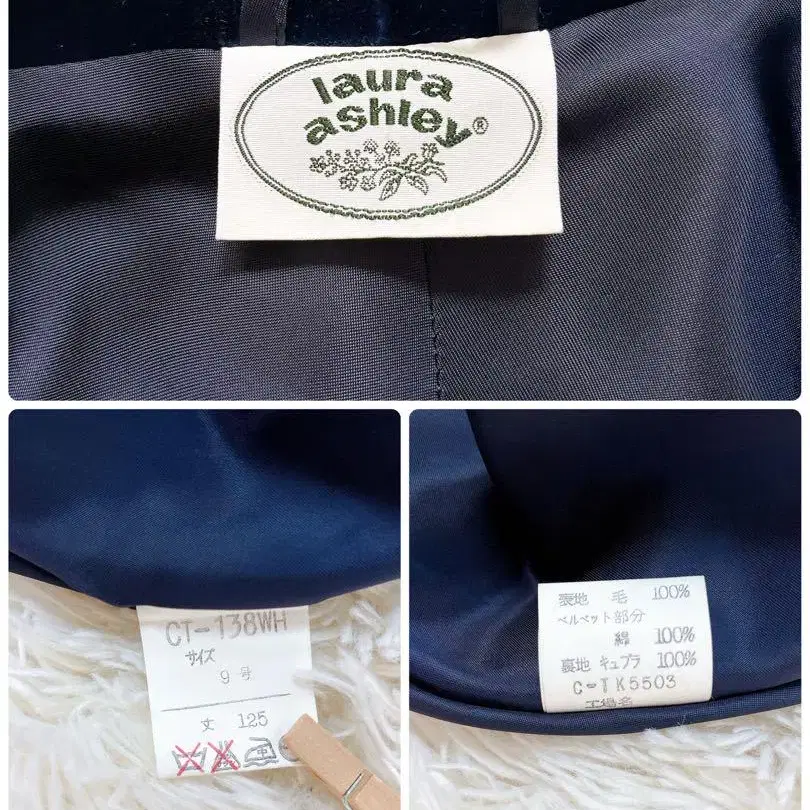 laura
ashley®
CT-138WH
サイズ
9号
丈 125
表地 毛 100%
ベルベット部分
綿 100%
裏地 キュプラ 100%
C-TK5503